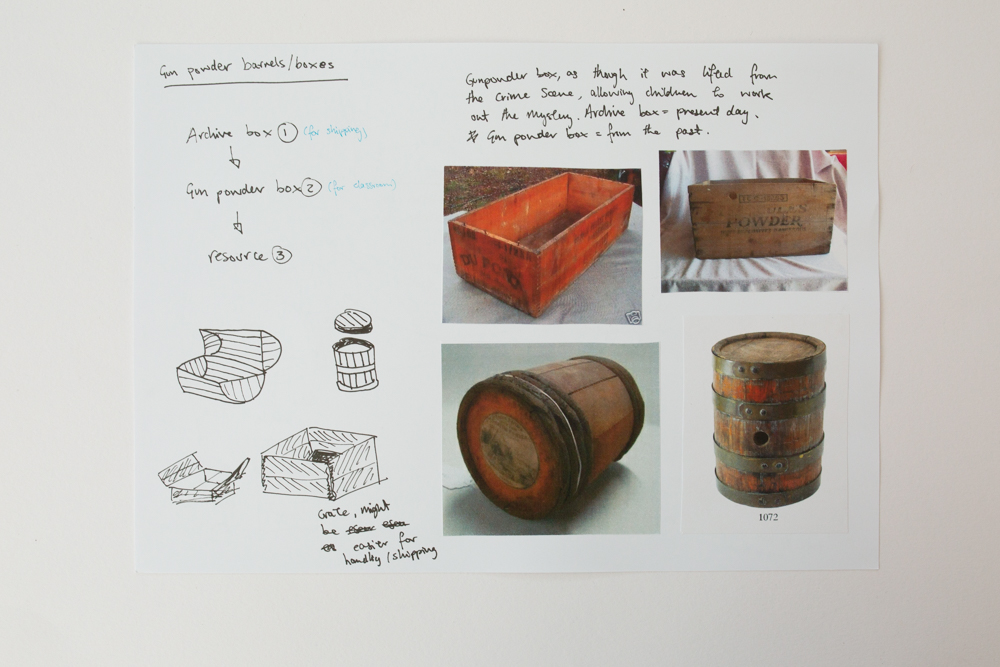 Gun powder barrels/boxes
Archive box 1 (for shipping)
Gun powder box 2 (for classroom)
resource 3
Gunpowder box, as though it was lifted from
the Crime Scene, allowing children to work
out the mystery. Archive box = present day.
Gun powder box = from the past.
DU PONT
POWDER
1072
Crate, might
be
easier for
handling/shipping